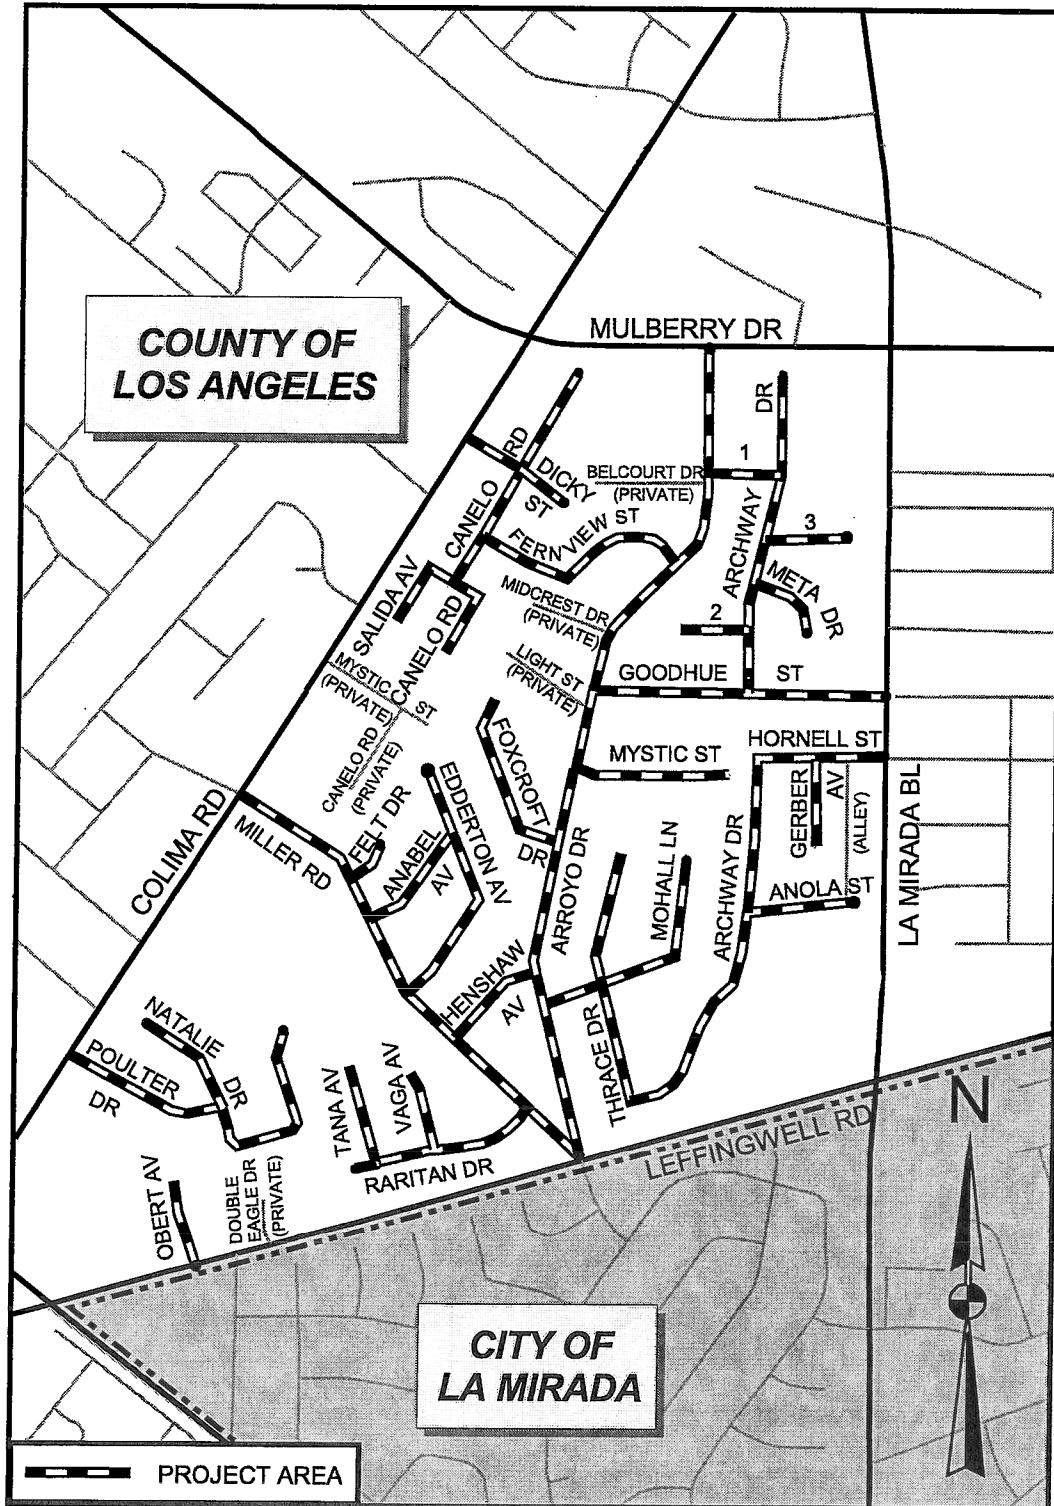 COUNTY OF
LOS ANGELES
MULBERRY DR
DR
1
RD
DICKY
ST
BELCOURT DR
(PRIVATE)
CANELO
FERN VIEW ST
ARCHWAY
3
META
DR
SALIDA AV
CANELO RD
MIDCREST DR
(PRIVATE)
2
MYSTIC
ST
(PRIVATE)
LIGHT ST
(PRIVATE)
GOODHUE
ST
CANELO RD
(PRIVATE)
FOXCROFT
DR
MYSTIC ST
HORNELL ST
GERBER
AV
(ALLEY)
COLIMA RD
MILLER RD
FELT DR
ANABEL
AV
EDDERTON AV
ARROYO DR
MOHALL LN
ARCHWAY DR
ANOLA ST
LA MIRADA BL
HENSHAW
AV
NATALIE
DR
POULTER
DR
TANA AV
VAGA AV
THRACE DR
RARITAN DR
OBERT AV
DOUBLE
EAGLE DR
(PRIVATE)
LEFFINGWELL RD
N
CITY OF
LA MIRADA
PROJECT AREA